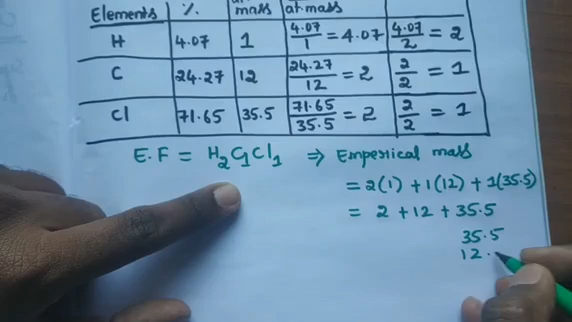 Elements % at. mass at. mass
H 4.07 1 4.07/1 = 4.07 4.07/2 = 2
C 24.27 12 24.27/12 = 2 2/2 = 1
Cl 71.65 35.5 71.65/35.5 = 2 2/2 = 1
E.F = H₂C₁Cl₁ ⇒ Emperical mass
= 2(1) + 1(12) + 1(35.5)
= 2 + 12 + 35.5
35.5
12.